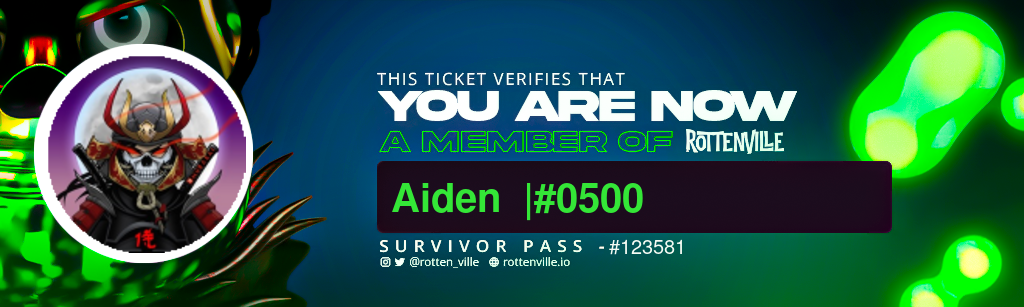 THIS TICKET VERIFIES THAT
YOU ARE NOW
A MEMBER OF ROTTENVILLE
Aiden |#0500
SURVIVOR PASS - #123581
@rotten_ville rottenville.io